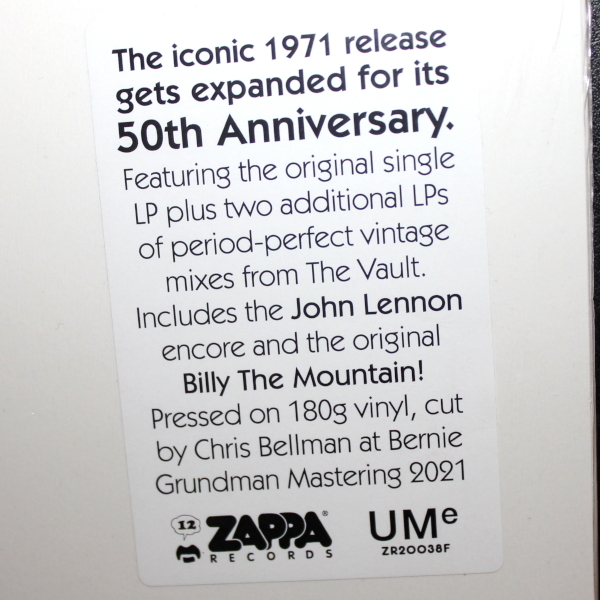 The iconic 1971 release
gets expanded for its
50th Anniversary.
Featuring the original single
LP plus two additional LPs
of period-perfect vintage
mixes from The Vault.
Includes the John Lennon
encore and the original
Billy The Mountain!
Pressed on 180g vinyl, cut
by Chris Bellman at Bernie
Grundman Mastering 2021
12 ZAPPA®
RECORDS
UMe
ZR20038F